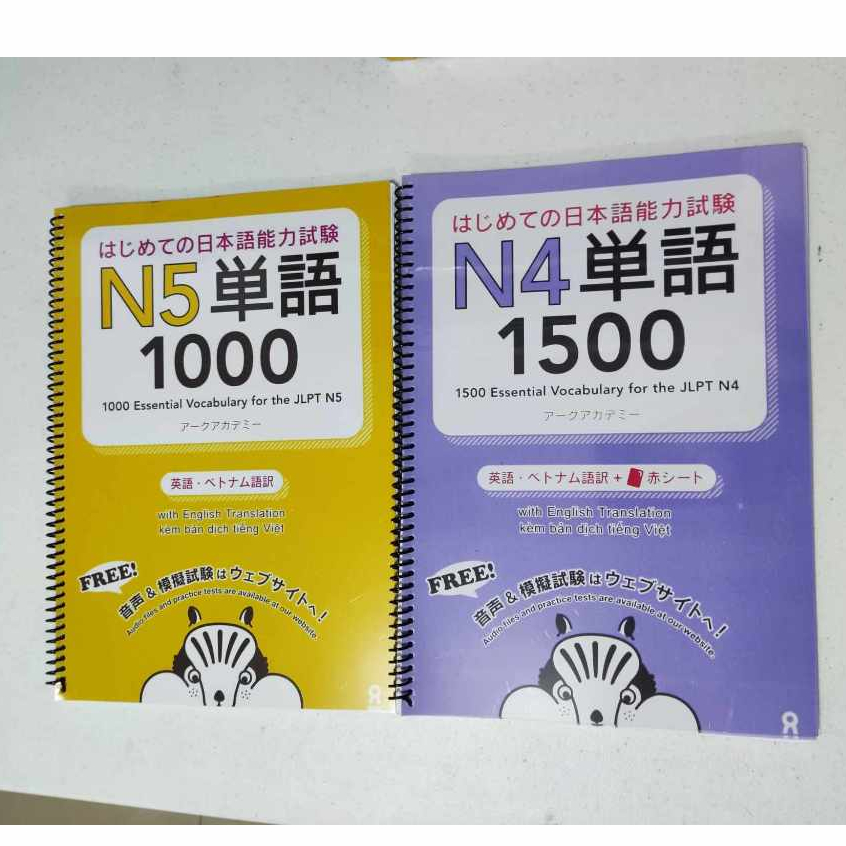 はじめての日本語能力試験
N5単語
1000
1000 Essential Vocabulary for the JLPT N5
アークアカデミー
英語・ベトナム語訳
with English Translation
kèm bản dịch tiếng Việt
FREE!
音声&模擬試験はウェブサイトへ!
Audio files and practice tests are available at our website.
はじめての日本語能力試験
N4単語
1500
1500 Essential Vocabulary for the JLPT N4
アークアカデミー
英語・ベトナム語訳+赤シート
with English Translation
kèm bản dịch tiếng Việt
FREE!
音声&模擬試験はウェブサイトへ!
Audio files and practice tests are available at our website.